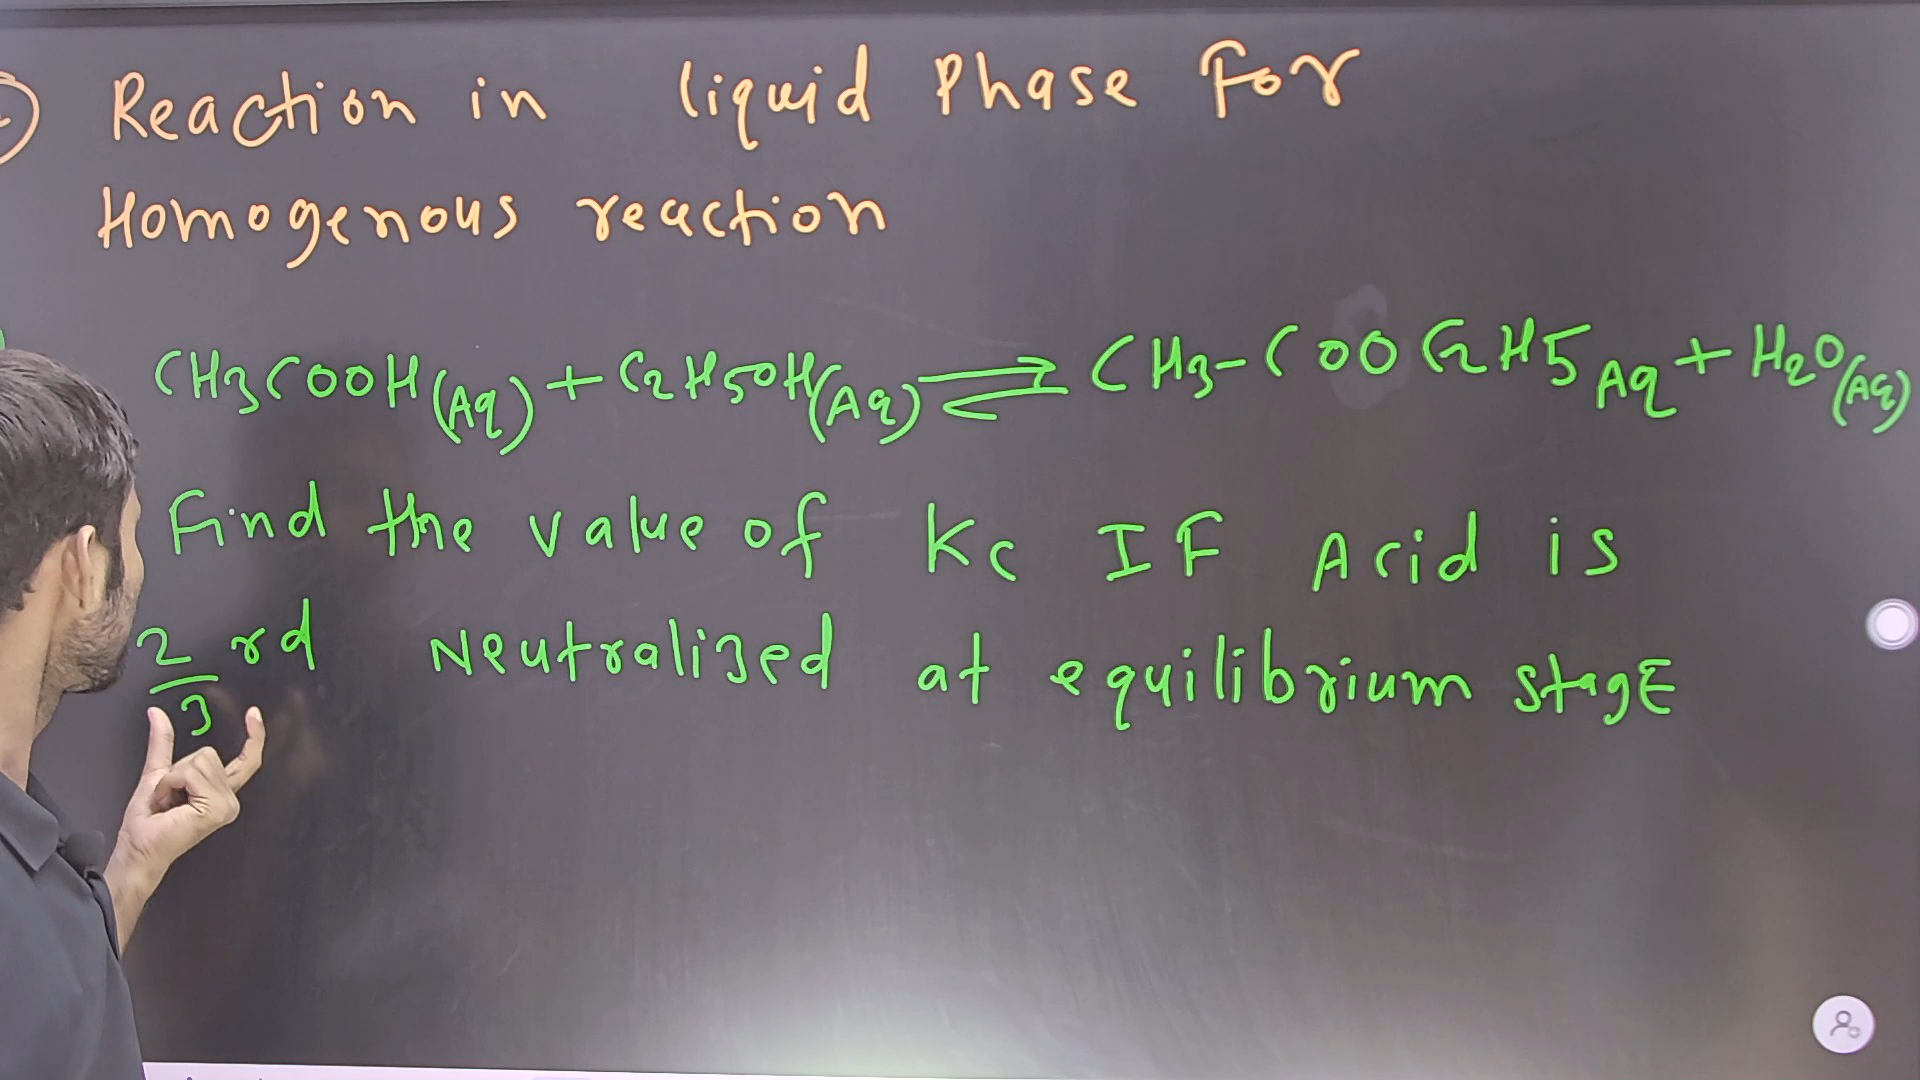 Reaction in liquid Phase For
Homogenous reaction
CH3COOH(Aq) + C2H5OH(Aq) ⇌ CH3-COOC2H5 Aq + H2O(Aq)
Find the value of Kc IF Acid is
2/3 rd Neutralized at equilibrium stagE